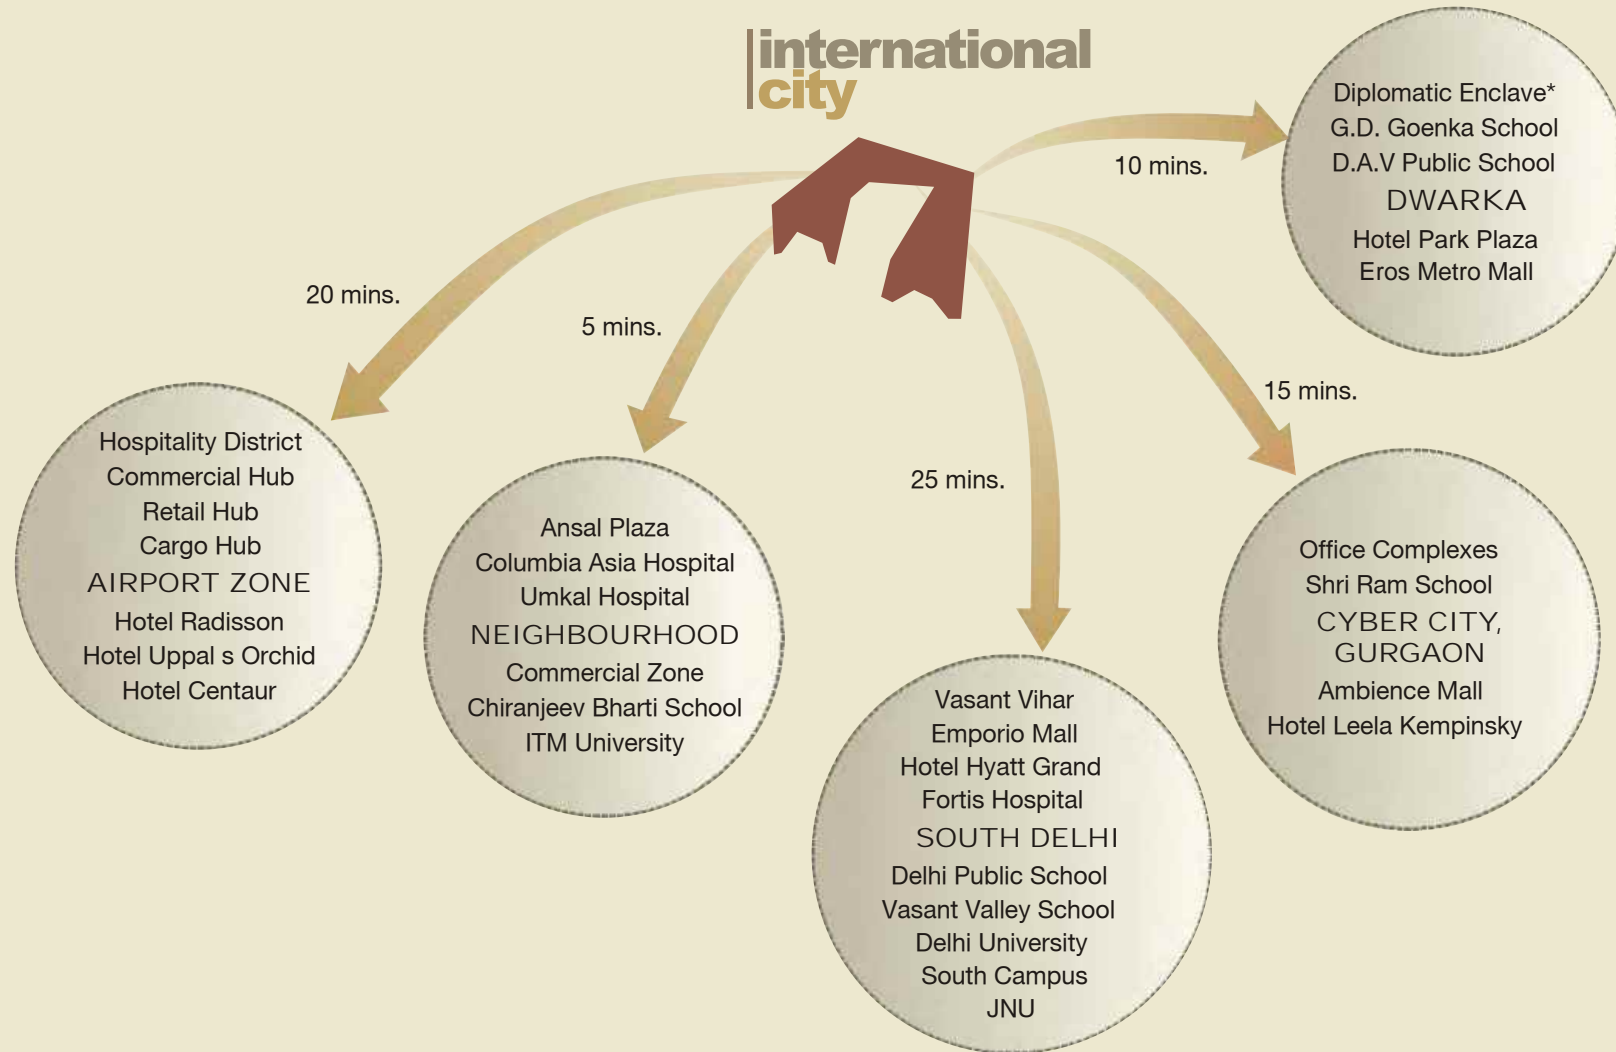 international
city
20 mins.
Hospitality District
Commercial Hub
Retail Hub
Cargo Hub
AIRPORT ZONE
Hotel Radisson
Hotel Uppal s Orchid
Hotel Centaur
5 mins.
Ansal Plaza
Columbia Asia Hospital
Umkal Hospital
NEIGHBOURHOOD
Commercial Zone
Chiranjeev Bharti School
ITM University
25 mins.
Vasant Vihar
Emporio Mall
Hotel Hyatt Grand
Fortis Hospital
SOUTH DELHI
Delhi Public School
Vasant Valley School
Delhi University
South Campus
JNU
15 mins.
Office Complexes
Shri Ram School
CYBER CITY,
GURGAON
Ambience Mall
Hotel Leela Kempinsky
10 mins.
Diplomatic Enclave*
G.D. Goenka School
D.A.V Public School
DWARKA
Hotel Park Plaza
Eros Metro Mall